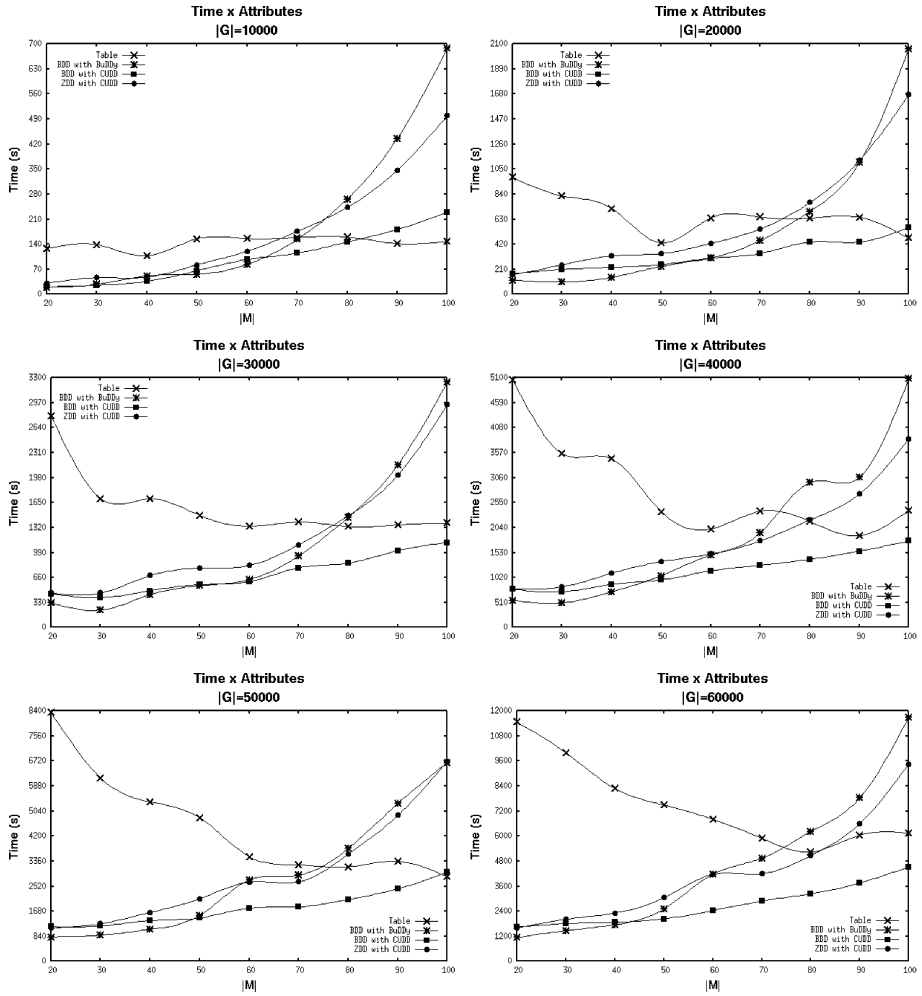 Time x Attributes
|G|=10000
Time (s)
700
630
560
490
420
350
280
210
140
70
0
Table
BDD with BuDDy
BDD with CUDD
ZDD with CUDD
20 30 40 50 60 70 80 90 100
|M|
Time x Attributes
|G|=20000
Time (s)
2100
1890
1680
1470
1260
1050
840
630
420
210
0
Table
BDD with BuDDy
BDD with CUDD
ZDD with CUDD
20 30 40 50 60 70 80 90 100
|M|
Time x Attributes
|G|=30000
Time (s)
3300
2970
2640
2310
1980
1650
1320
990
660
330
0
Table
BDD with BuDDy
BDD with CUDD
ZDD with CUDD
20 30 40 50 60 70 80 90 100
|M|
Time x Attributes
|G|=40000
Time (s)
5100
4590
4080
3570
3060
2550
2040
1530
1020
510
0
Table
BDD with BuDDy
BDD with CUDD
ZDD with CUDD
20 30 40 50 60 70 80 90 100
|M|
Time x Attributes
|G|=50000
Time (s)
8400
7560
6720
5880
5040
4200
3360
2520
1680
840
0
Table
BDD with BuDDy
BDD with CUDD
ZDD with CUDD
20 30 40 50 60 70 80 90 100
|M|
Time x Attributes
|G|=60000
Time (s)
12000
10800
9600
8400
7200
6000
4800
3600
2400
1200
0
Table
BDD with BuDDy
BDD with CUDD
ZDD with CUDD
20 30 40 50 60 70 80 90 100
|M|